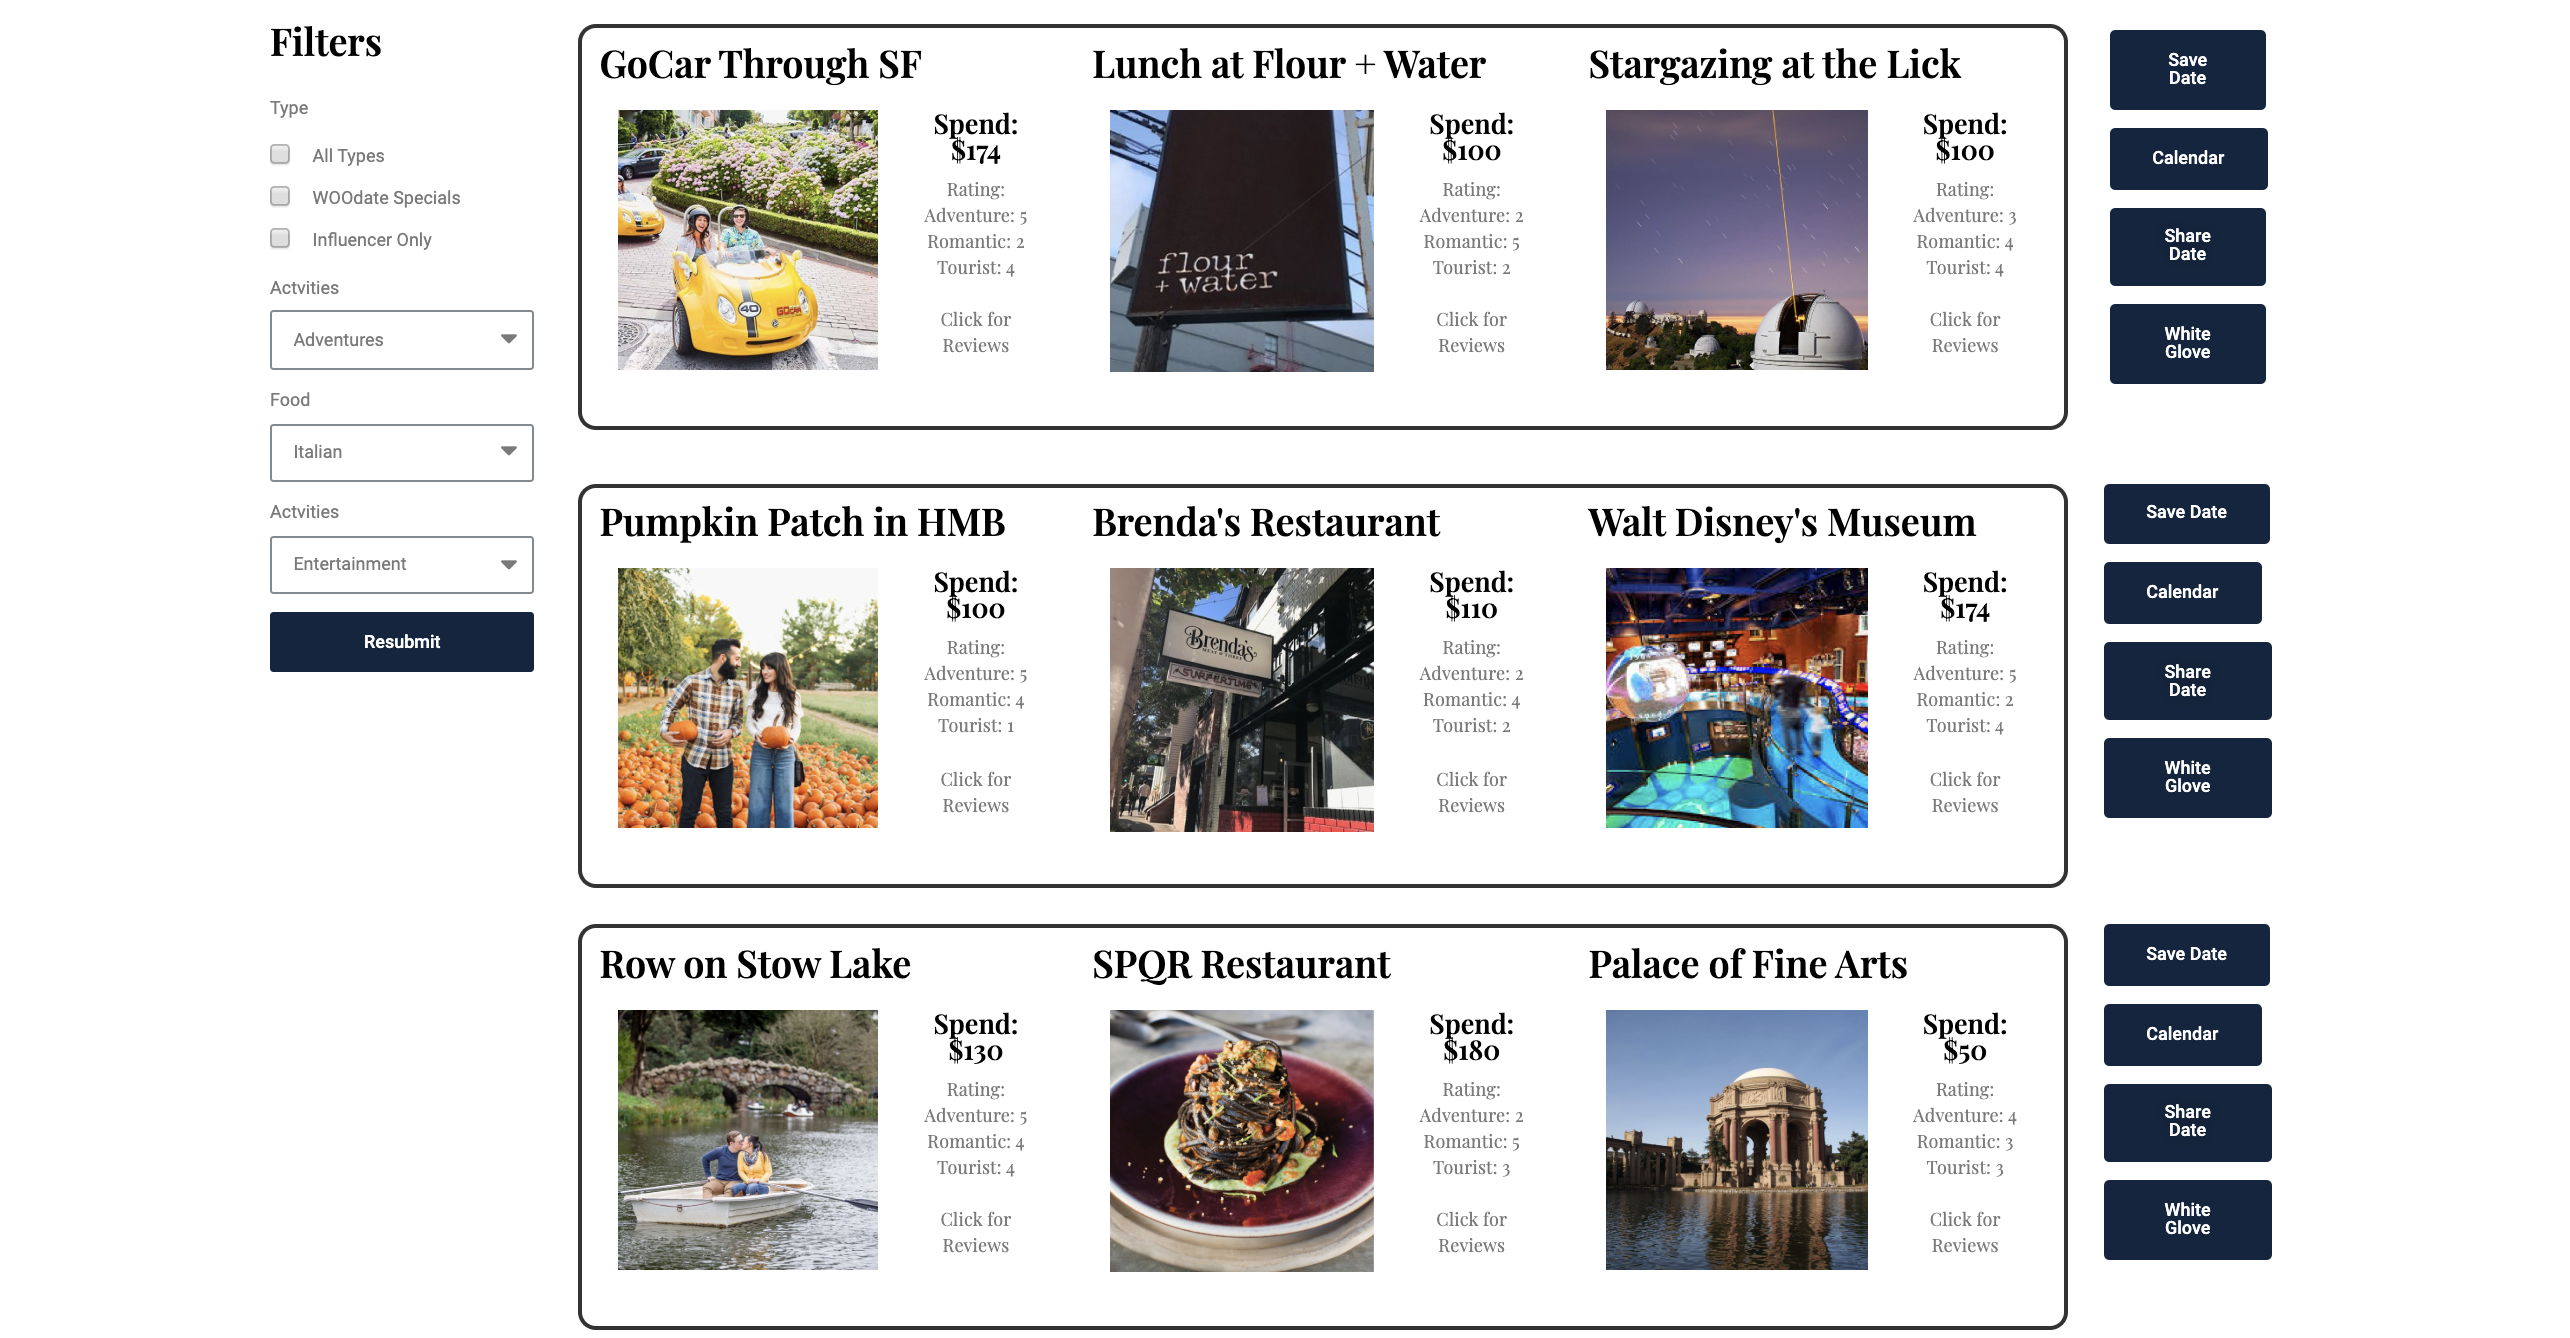 Filters
Type
All Types
WOOdate Specials
Influencer Only
Actvities
Adventures
Food
Italian
Actvities
Entertainment
Resubmit
GoCar Through SF
40
GOCAR
Spend:
$174
Rating:
Adventure: 5
Romantic: 2
Tourist: 4
Click for
Reviews
Lunch at Flour + Water
flour
+ water
Spend:
$100
Rating:
Adventure: 2
Romantic: 5
Tourist: 2
Click for
Reviews
Stargazing at the Lick
Spend:
$100
Rating:
Adventure: 3
Romantic: 4
Tourist: 4
Click for
Reviews
Save
Date
Calendar
Share
Date
White
Glove
Pumpkin Patch in HMB
Spend:
$100
Rating:
Adventure: 5
Romantic: 4
Tourist: 1
Click for
Reviews
Brenda's Restaurant
Brenda's
MEAT & THREE
SURFERTIME
Spend:
$110
Rating:
Adventure: 2
Romantic: 4
Tourist: 2
Click for
Reviews
Walt Disney's Museum
Spend:
$174
Rating:
Adventure: 5
Romantic: 2
Tourist: 4
Click for
Reviews
Save Date
Calendar
Share
Date
White
Glove
Row on Stow Lake
Spend:
$130
Rating:
Adventure: 5
Romantic: 4
Tourist: 4
Click for
Reviews
SPQR Restaurant
Spend:
$180
Rating:
Adventure: 2
Romantic: 5
Tourist: 3
Click for
Reviews
Palace of Fine Arts
Spend:
$50
Rating:
Adventure: 4
Romantic: 3
Tourist: 3
Click for
Reviews
Save Date
Calendar
Share
Date
White
Glove